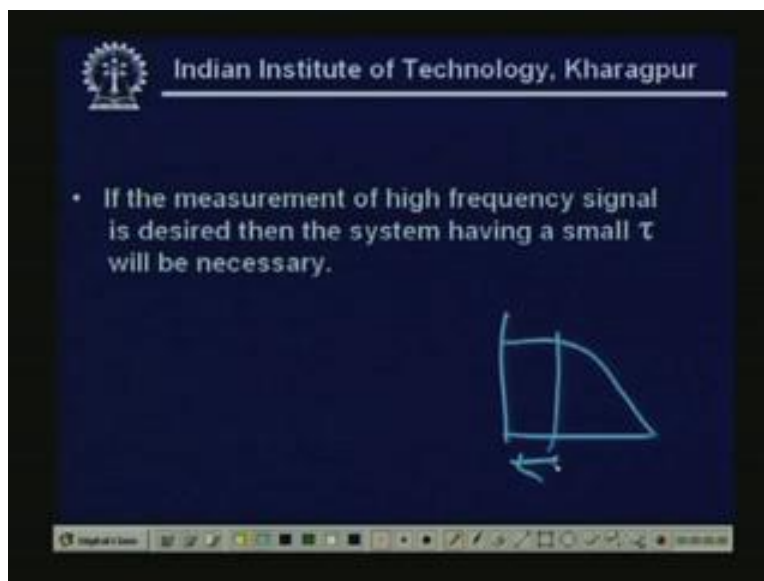 Indian Institute of Technology, Kharagpur
• If the measurement of high frequency signal
is desired then the system having a small τ
will be necessary.